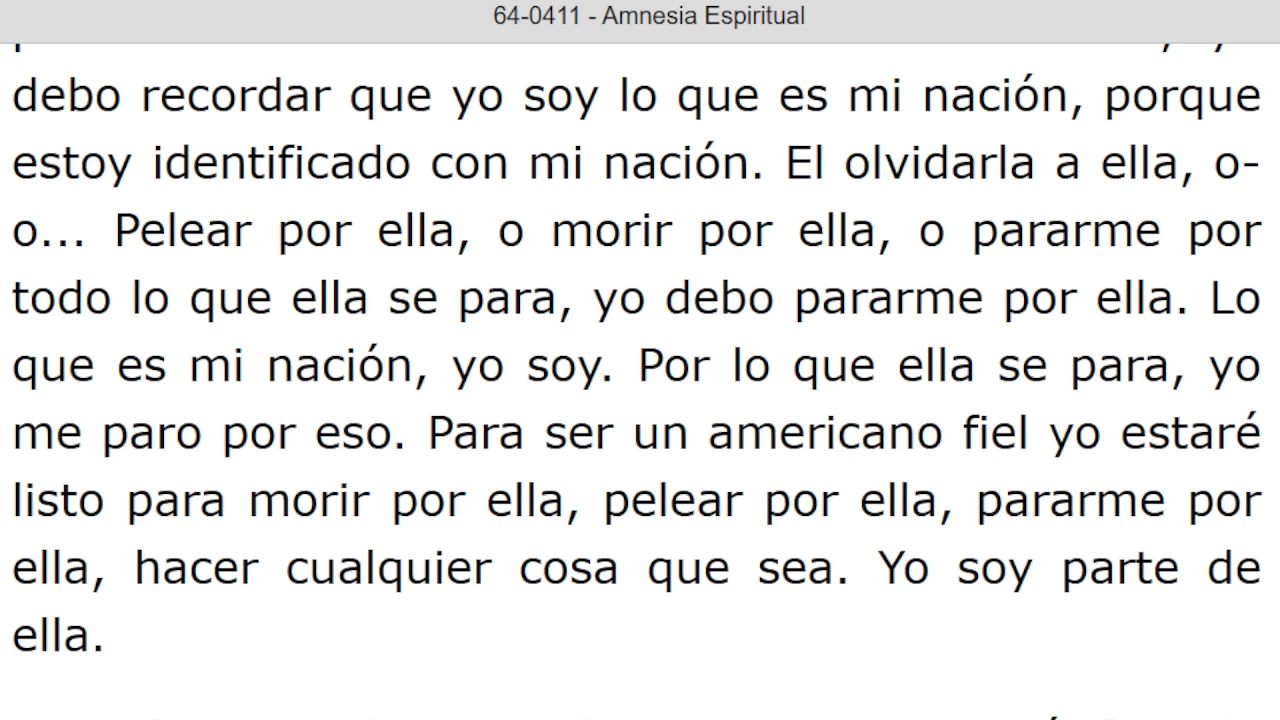 64-0411 - Amnesia Espiritual
debo recordar que yo soy lo que es mi nación, porque
estoy identificado con mi nación. El olvidarla a ella, o-
o... Pelear por ella, o morir por ella, o pararme por
todo lo que ella se para, yo debo pararme por ella. Lo
que es mi nación, yo soy. Por lo que ella se para, yo
me paro por eso. Para ser un americano fiel yo estaré
listo para morir por ella, pelear por ella, pararme por
ella, hacer cualquier cosa que sea. Yo soy parte de
ella.